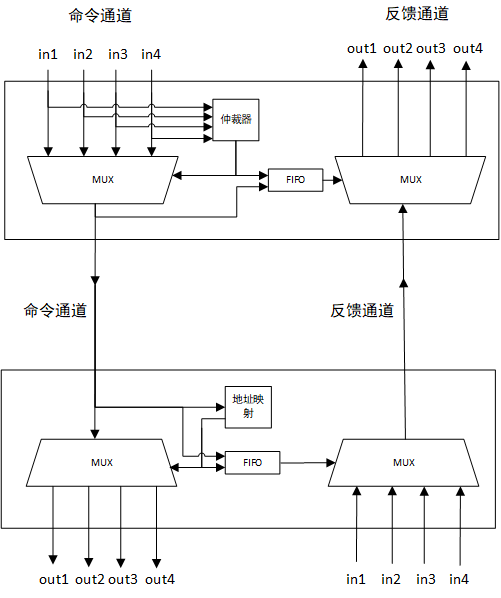 命令通道
反馈通道
in1 in2 in3 in4
out1 out2 out3 out4
仲裁器
MUX
FIFO
MUX
命令通道
反馈通道
地址映
射
MUX
FIFO
MUX
out1 out2 out3 out4
in1 in2 in3 in4